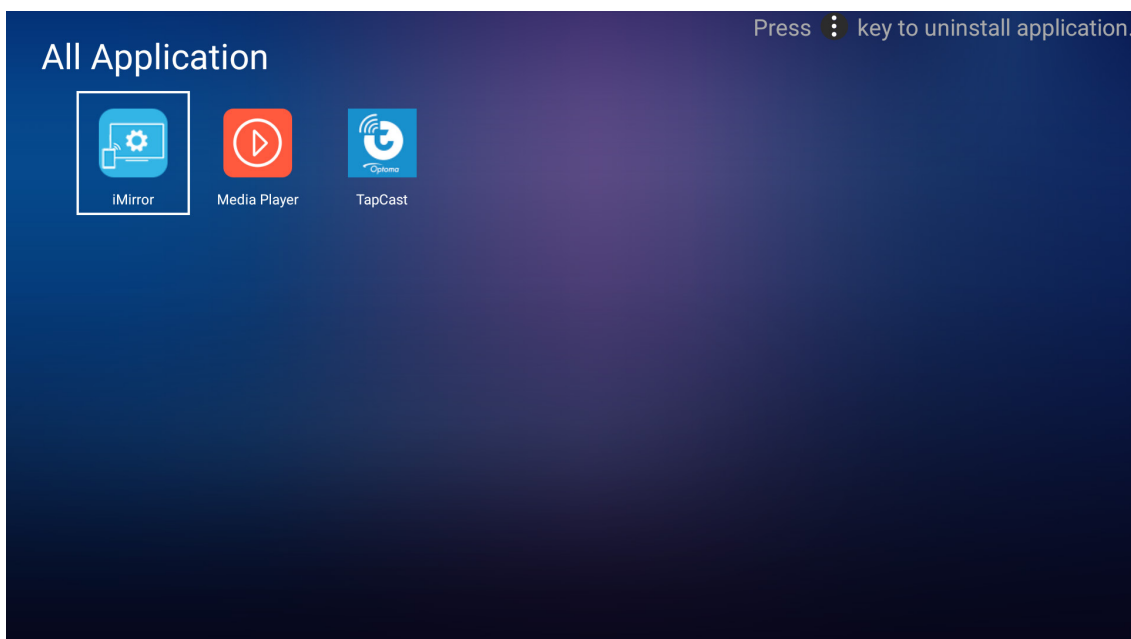 Press key to uninstall application.
All Application
t
Optoma
iMirror
Media Player
TapCast